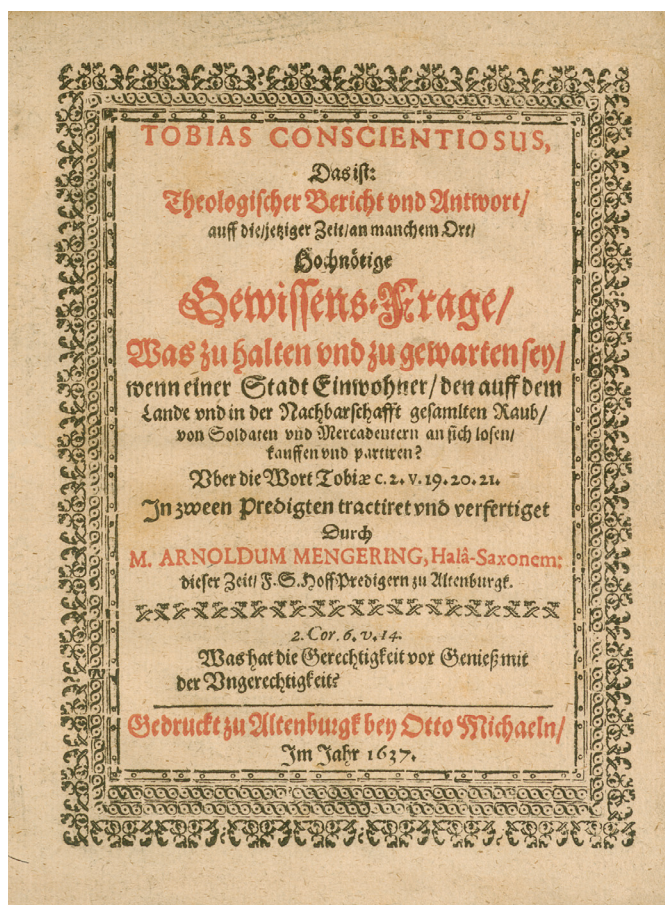 TOBIAS CONSCIENTIOSUS,
Das ist:
Theologischer Bericht vnd Antwort/
auff die/jetziger Zeit/an manchem Ort/
Hochnötige
Gewissens-Frage/
Was zu halten vnd zu gewarten sey/
wenn einer Stadt Einwohner/ den auff dem
Lande vnd in der Nachbarschafft gesamlten Raub/
von Soldaten vnd Mercadentern an sich losen/
kauffen vnd partiren?
Vber die Wort Tobiæ c. 2. v. 19. 20. 21.
In zween Predigten tractiret vnd verfertiget
Durch
M. ARNOLDUM MENGERING, Halâ-Saxonem:
dieser Zeit/ F. S. Hoff-Predigern zu Altenburgk.
2. Cor. 6. v. 14.
Was hat die Gerechtigkeit vor Genieß mit
der Vngerechtigkeit?
Gedruckt zu Altenburgk bey Otto Michaeln/
Im Jahr 1637.